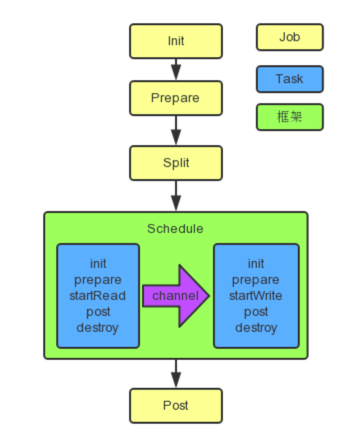 Init
Job
Prepare
Task
框架
Split
Schedule
init
prepare
startRead
post
destroy
channel
init
prepare
startWrite
post
destroy
Post